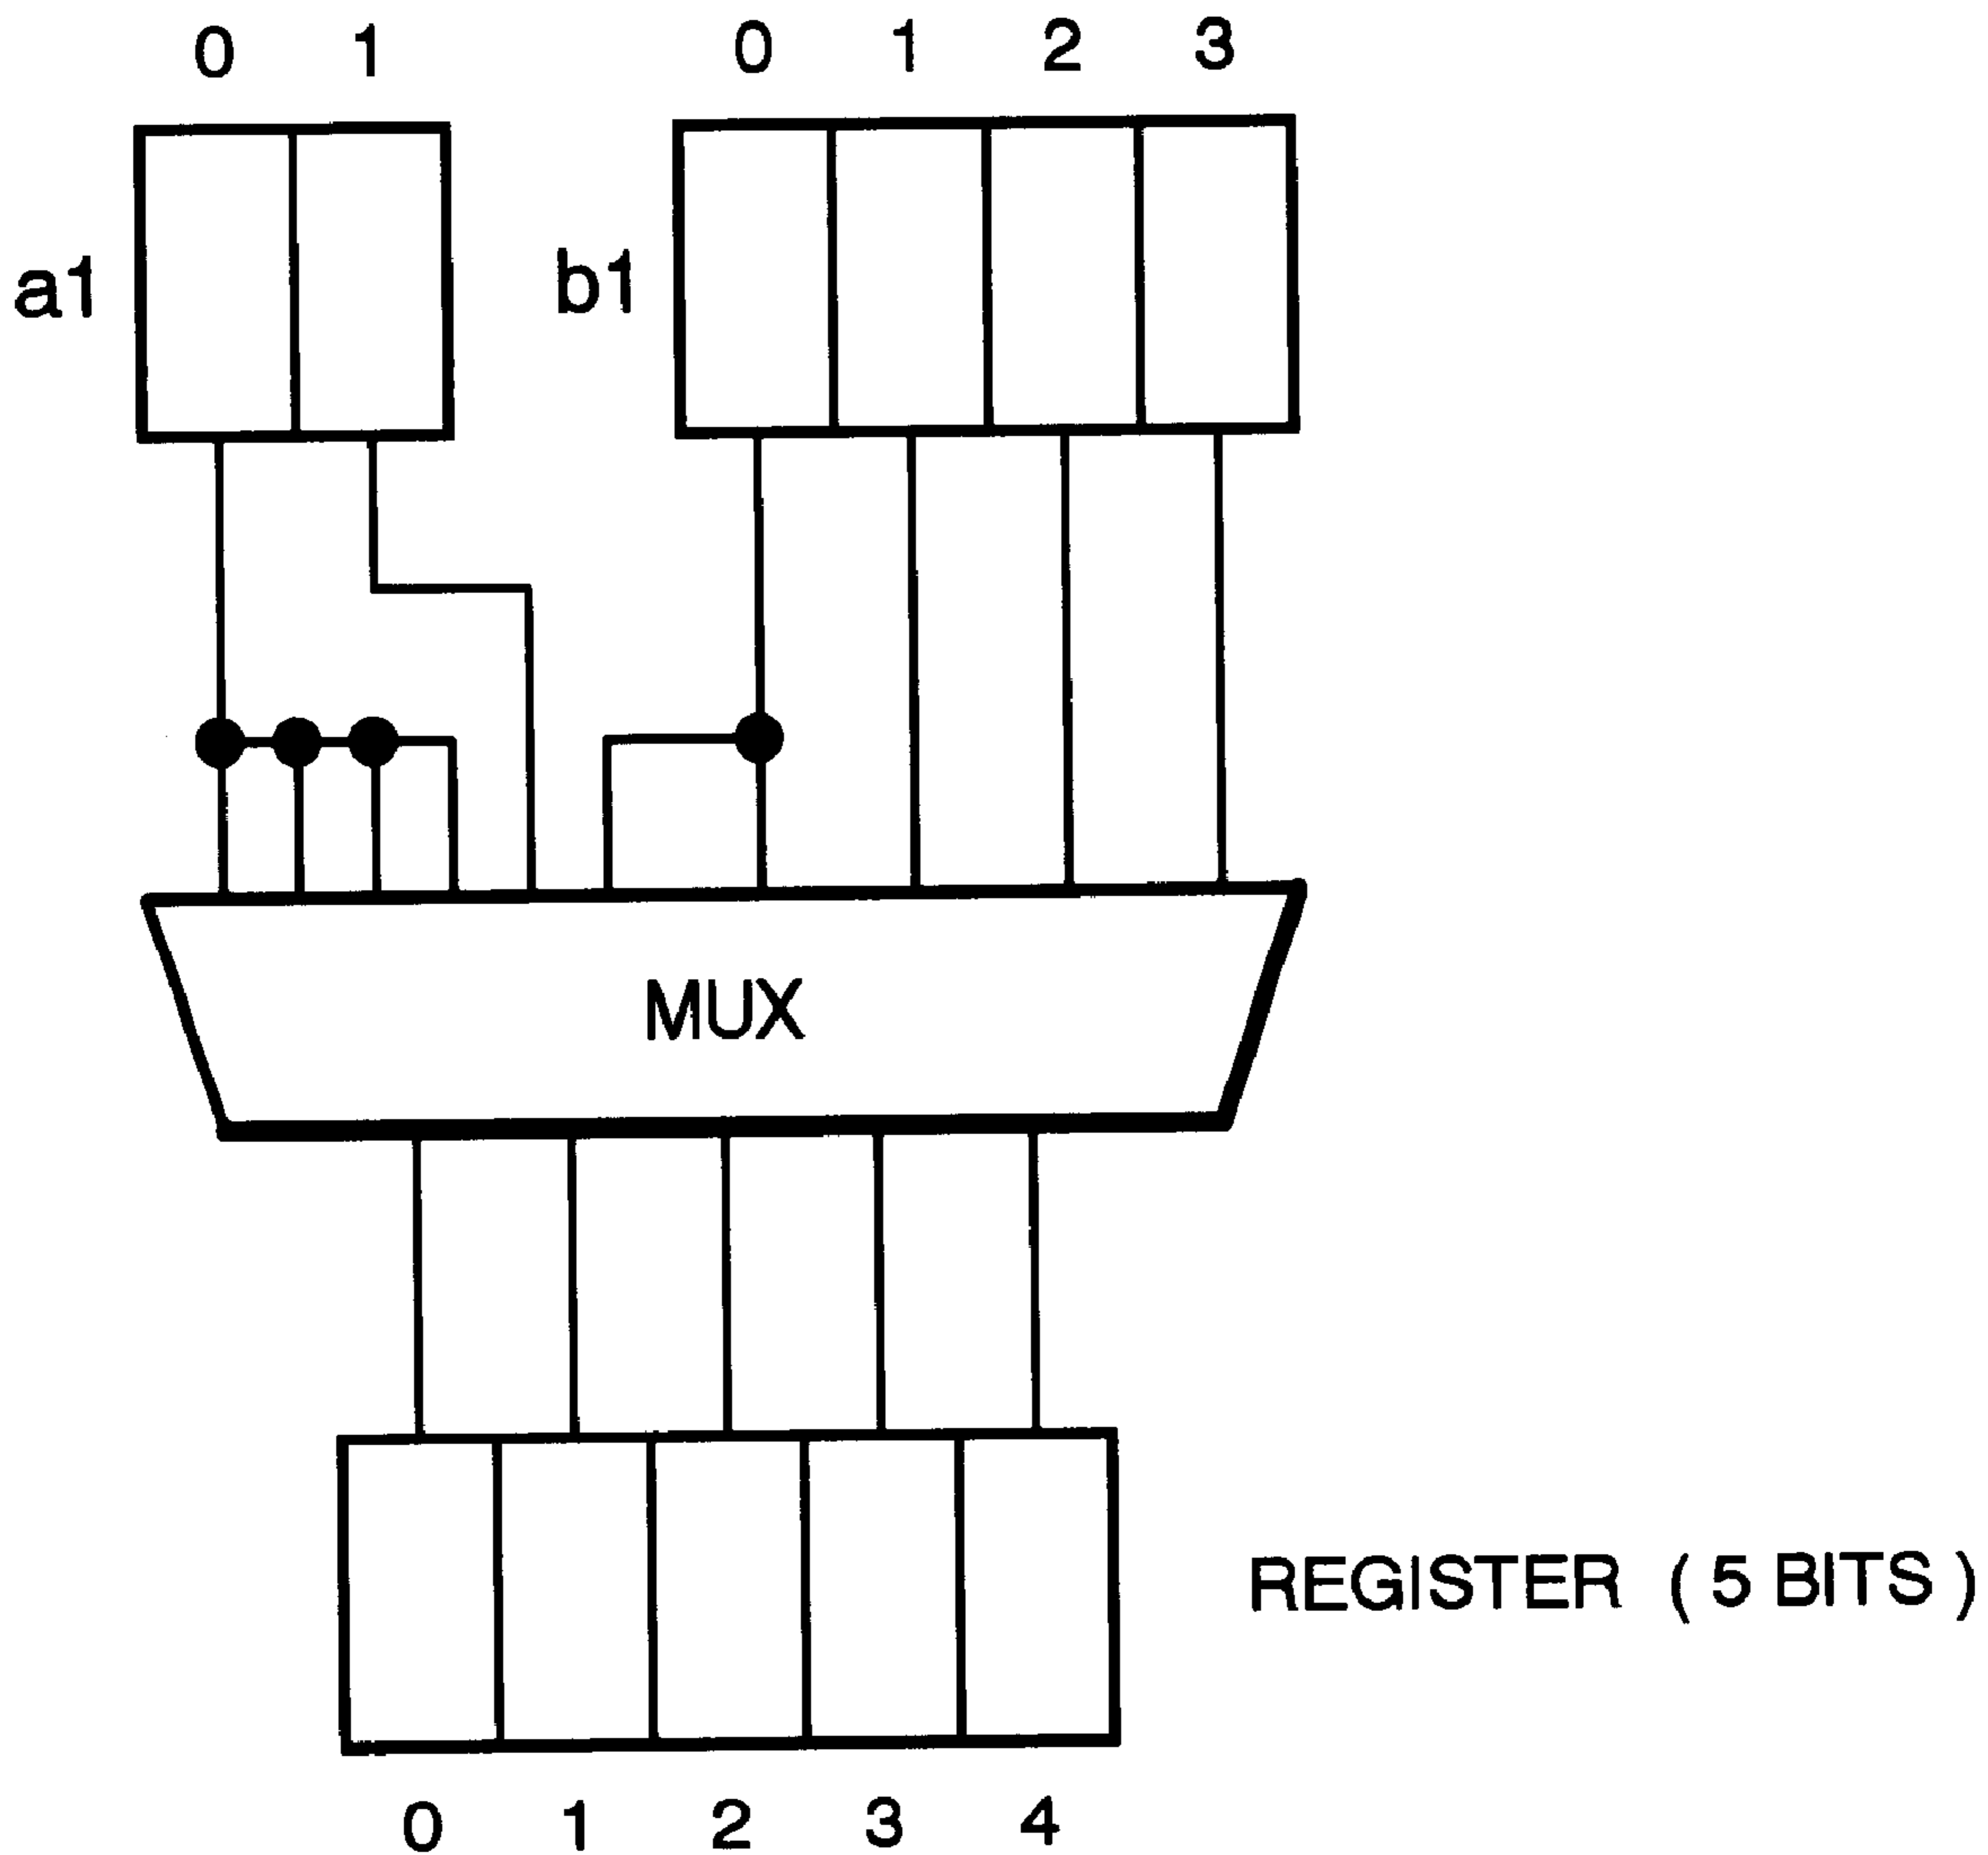 0 1 0 1 2 3
a1 b1
MUX
REGISTER ( 5 BITS )
0 1 2 3 4